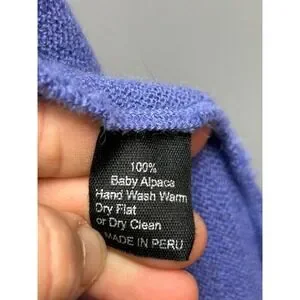 100%
Baby Alpaca
Hand Wash Warm
Dry Flat
or Dry Clean
MADE IN PERU